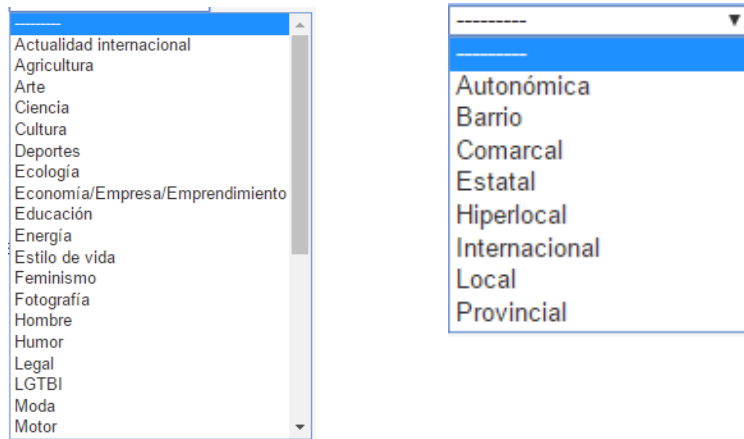 ---------
Actualidad internacional
Agricultura
Arte
Ciencia
Cultura
Deportes
Ecología
Economía/Empresa/Emprendimiento
Educación
Energía
Estilo de vida
Feminismo
Fotografía
Hombre
Humor
Legal
LGTBI
Moda
Motor
---------
---------
Autonómica
Barrio
Comarcal
Estatal
Hiperlocal
Internacional
Local
Provincial